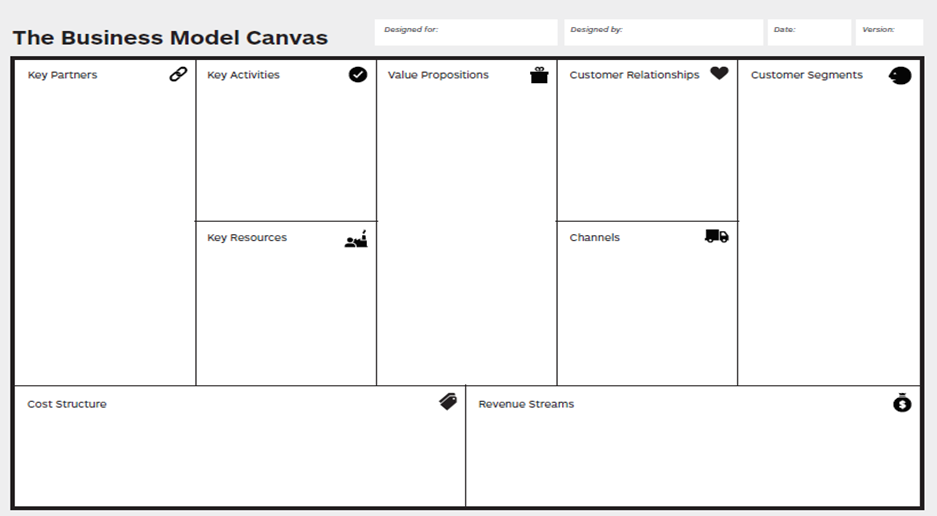 The Business Model Canvas
Designed for:
Designed by:
Date:
Version:
Key Partners
Key Activities
Value Propositions
Customer Relationships
Customer Segments
Key Resources
Channels
Cost Structure
Revenue Streams